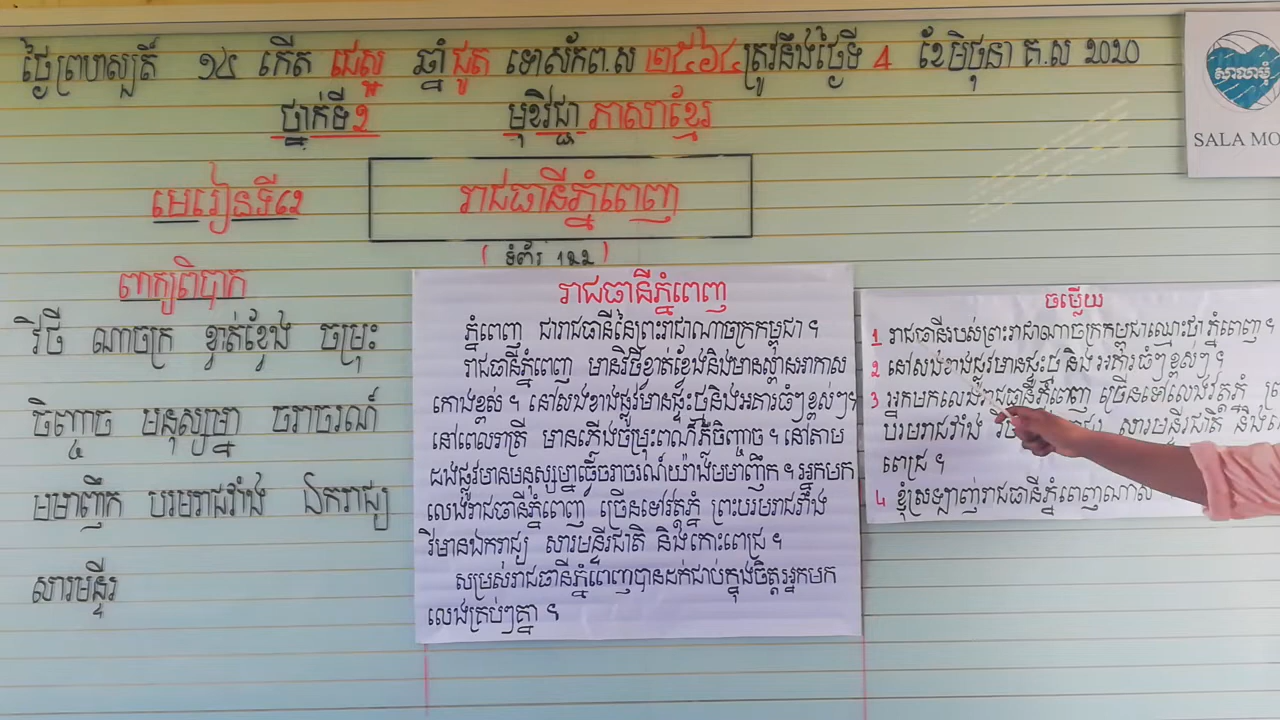 ថ្ងៃព្រហស្បតិ៍ ១៤ កើត ជេស្ឋ ឆ្នាំ ជូត ទោស័កព.ស ២៥៦៤ ត្រូវនឹងថ្ងៃទី 4 ខែមិថុនា គ.ស 2020
ថ្នាក់ទី2 មុខវិជ្ជា ភាសាខ្មែរ
SALA MO
មេរៀនទី៤២
រាជធានីភ្នំពេញ
( ទំព័រ ១២២ )
ពាក្យពិបាក
វិថី ណាចក្រ ខ្វាត់ខ្វែង ចម្រុះ
ចិញ្ចាច មនុស្សម្នា ចរាចរណ៍
មមាញឹក បរមរាជវាំង ឯករាជ្យ
សារមន្ទីរ
រាជធានីភ្នំពេញ
ភ្នំពេញ ជារាជធានីនៃព្រះរាជាណាចក្រកម្ពុជា ។
រាជធានីភ្នំពេញ មានវិថីខ្វាត់ខ្វែងនិងមានស្ពានអាកាស
កោងខ្ពស់ ។ នៅសងខាងផ្លូវមានផ្ទះថ្មនិងអគារធំៗខ្ពស់ៗ។
នៅពេលរាត្រី មានភ្លើងចម្រុះពណ៌ភ្លឺចិញ្ចាច ។ នៅតាម
ដងផ្លូវមានមនុស្សម្នាធ្វើចរាចរណ៍យ៉ាងមមាញឹក ។ អ្នកមក
លេងរាជធានីភ្នំពេញ ច្រើនទៅវត្តភ្នំ ព្រះបរមរាជវាំង
វិមានឯករាជ្យ សារមន្ទីរជាតិ និងកោះពេជ្រ ។
សម្រស់រាជធានីភ្នំពេញបានដក់ជាប់ក្នុងចិត្តអ្នកមក
លេងគ្រប់ៗគ្នា ។
ចម្លើយ
1 រាជធានីរបស់ព្រះរាជាណាចក្រកម្ពុជាឈ្មោះថា ភ្នំពេញ ។
2 នៅសងខាងផ្លូវមានផ្ទះថ្ម និង អគារធំៗខ្ពស់ៗ ។
3 អ្នកមកលេងរាជធានីភ្នំពេញ ច្រើនទៅលេងវត្តភ្នំ
បរមរាជវាំង សារមន្ទីរជាតិ និង
ពេជ្រ ។
4 ខ្ញុំស្រឡាញ់រាជធានីភ្នំពេញណាស់